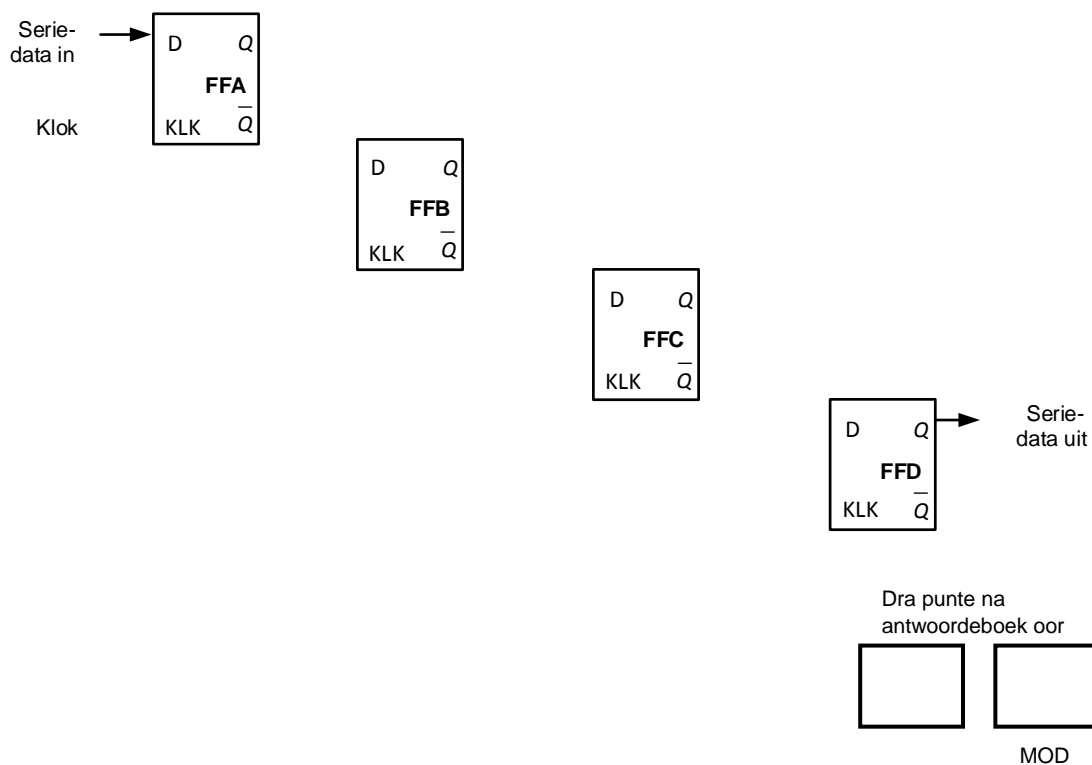 Serie-
data in
D Q
FFA
Klok
KLK Q̅
D Q
FFB
KLK Q̅
D Q
FFC
KLK Q̅
D Q
Serie-
data uit
FFD
KLK Q̅
Dra punte na
antwoordeboek oor
MOD